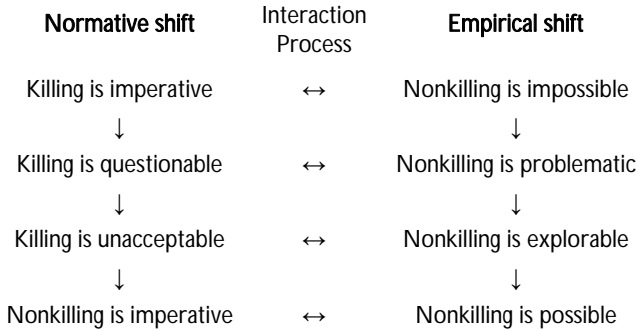 Normative shift Interaction Process Empirical shift
Killing is imperative ↔ Nonkilling is impossible
↓ ↓
Killing is questionable ↔ Nonkilling is problematic
↓ ↓
Killing is unacceptable ↔ Nonkilling is explorable
↓ ↓
Nonkilling is imperative ↔ Nonkilling is possible